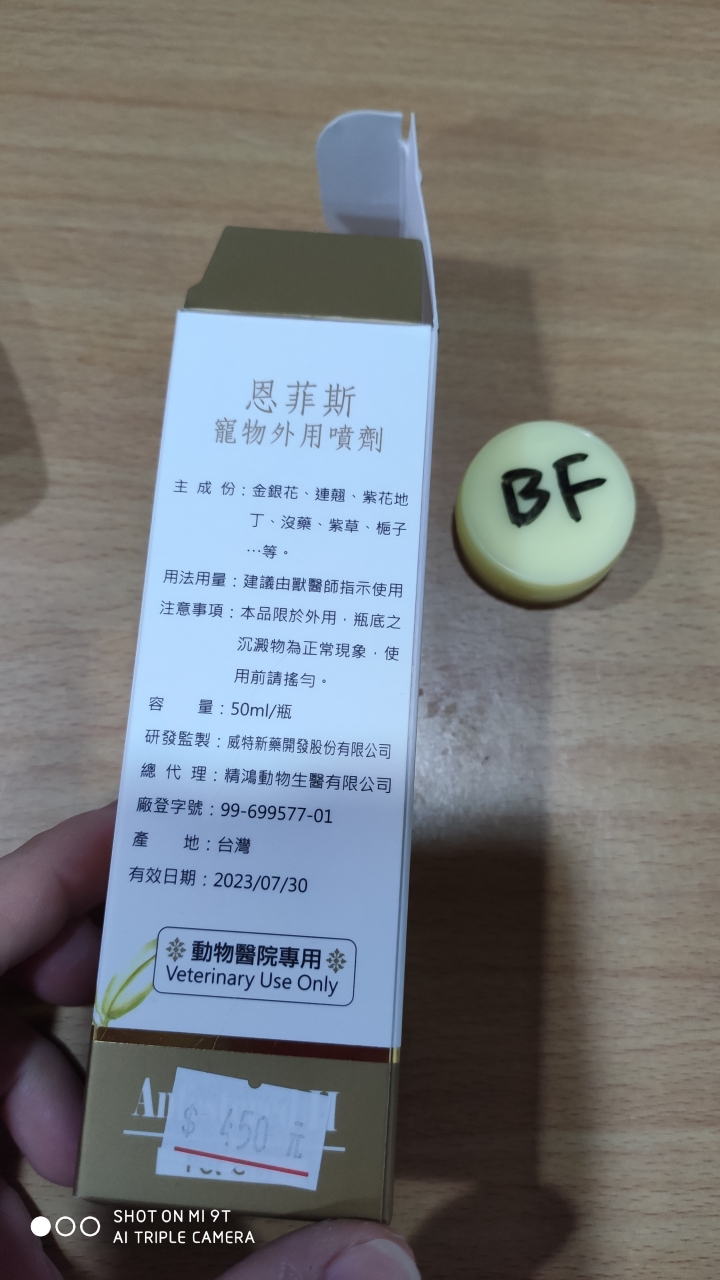 恩菲斯
寵物外用噴劑
主 成 份：金銀花、連翹、紫花地
丁、沒藥、紫草、梔子
…等。
用法用量：建議由獸醫師指示使用
注意事項：本品限於外用，瓶底之
沉澱物為正常現象，使
用前請搖勻。
容 量：50ml/瓶
研發監製：威特新藥開發股份有限公司
總 代 理：精鴻動物生醫有限公司
廠登字號：99-699577-01
產 地：台灣
有效日期：2023/07/30
動物醫院專用
Veterinary Use Only
$ 450 元
BF
SHOT ON MI 9T
AI TRIPLE CAMERA